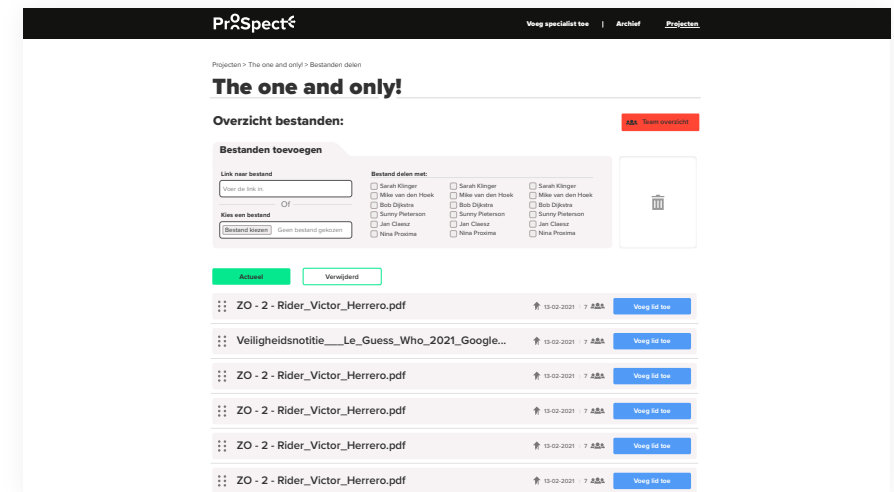 PrOSpect
Voeg specialist toe | Archief Projecten
Projecten > The one and only! > Bestanden delen
The one and only!
Overzicht bestanden:
Team overzicht
Bestanden toevoegen
Link naar bestand
Voer de link in.
Of
Kies een bestand
Bestand kiezen Geen bestand gekozen
Bestand delen met:
Sarah Klinger Sarah Klinger Sarah Klinger
Mike van den Hoek Mike van den Hoek Mike van den Hoek
Bob Dijkstra Bob Dijkstra Bob Dijkstra
Sunny Pieterson Sunny Pieterson Sunny Pieterson
Jan Claesz Jan Claesz Jan Claesz
Nina Proxima Nina Proxima Nina Proxima
Actueel Verwijderd
ZO - 2 - Rider_Victor_Herrero.pdf 13-02-2021 | 7 Voeg lid toe
Veiligheidsnotitie___Le_Guess_Who_2021_Google... 13-02-2021 | 7 Voeg lid toe
ZO - 2 - Rider_Victor_Herrero.pdf 13-02-2021 | 7 Voeg lid toe
ZO - 2 - Rider_Victor_Herrero.pdf 13-02-2021 | 7 Voeg lid toe
ZO - 2 - Rider_Victor_Herrero.pdf 13-02-2021 | 7 Voeg lid toe
ZO - 2 - Rider_Victor_Herrero.pdf 13-02-2021 | 7 Voeg lid toe